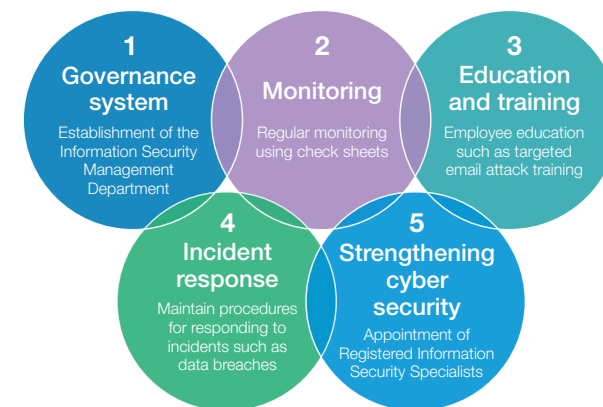 1
Governance
system
Establishment of the
Information Security
Management
Department
2
Monitoring
Regular monitoring
using check sheets
3
Education
and training
Employee education
such as targeted
email attack training
4
Incident
response
Maintain procedures
for responding to
incidents such as
data breaches
5
Strengthening
cyber
security
Appointment of
Registered Information
Security Specialists